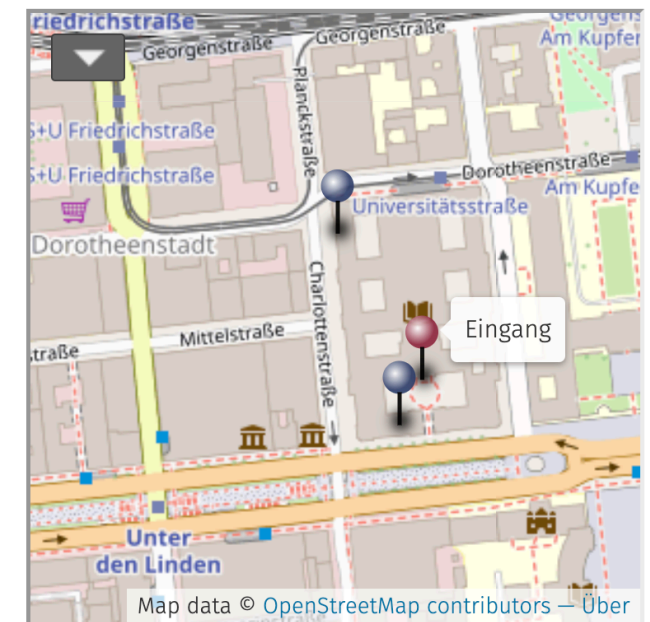 riedrichstraße
Georgenstraße
Georgenstraße
Georgens
Am Kupfer
Planckstraße
S+U Friedrichstraße
S+U Friedrichstraße
Dorotheenstraße
Am Kupfe
Universitätsstraße
Dorotheenstadt
Charlottenstraße
Eingang
Mittelstraße
straße
Unter
den Linden
Map data © OpenStreetMap contributors — Über